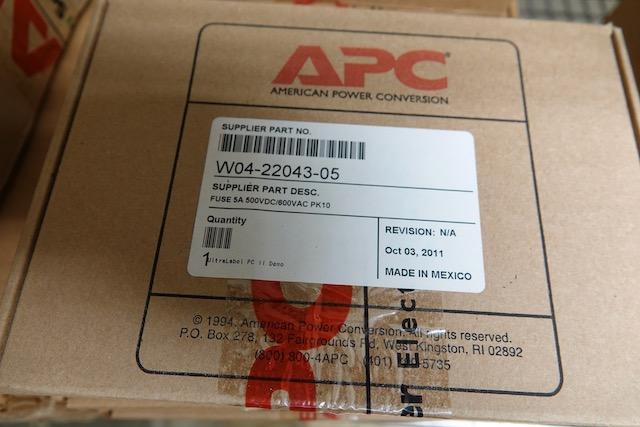 APC
AMERICAN POWER CONVERSION
SUPPLIER PART NO.
W04-22043-05
SUPPLIER PART DESC.
FUSE 5A 500VDC/600VAC PK10
Quantity
1
UltraLabel PC II Demo
REVISION: N/A
Oct 03, 2011
MADE IN MEXICO
© 1994, American Power Conversion. All rights reserved.
P.O. Box 278, 132 Fairgrounds Rd, West Kingston, RI 02892
(800) 800-4APC (401) 5735
or Elec